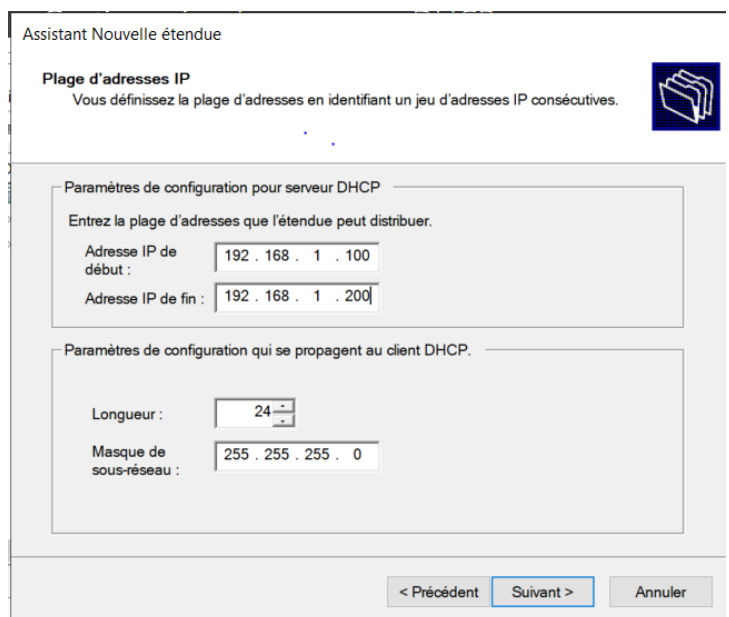 Assistant Nouvelle étendue
Plage d'adresses IP
Vous définissez la plage d'adresses en identifiant un jeu d'adresses IP consécutives.
Paramètres de configuration pour serveur DHCP
Entrez la plage d'adresses que l'étendue peut distribuer.
Adresse IP de
début :
192 . 168 . 1 . 100
Adresse IP de fin :
192 . 168 . 1 . 200
Paramètres de configuration qui se propagent au client DHCP.
Longueur :
24
Masque de
sous-réseau :
255 . 255 . 255 . 0
< Précédent
Suivant >
Annuler